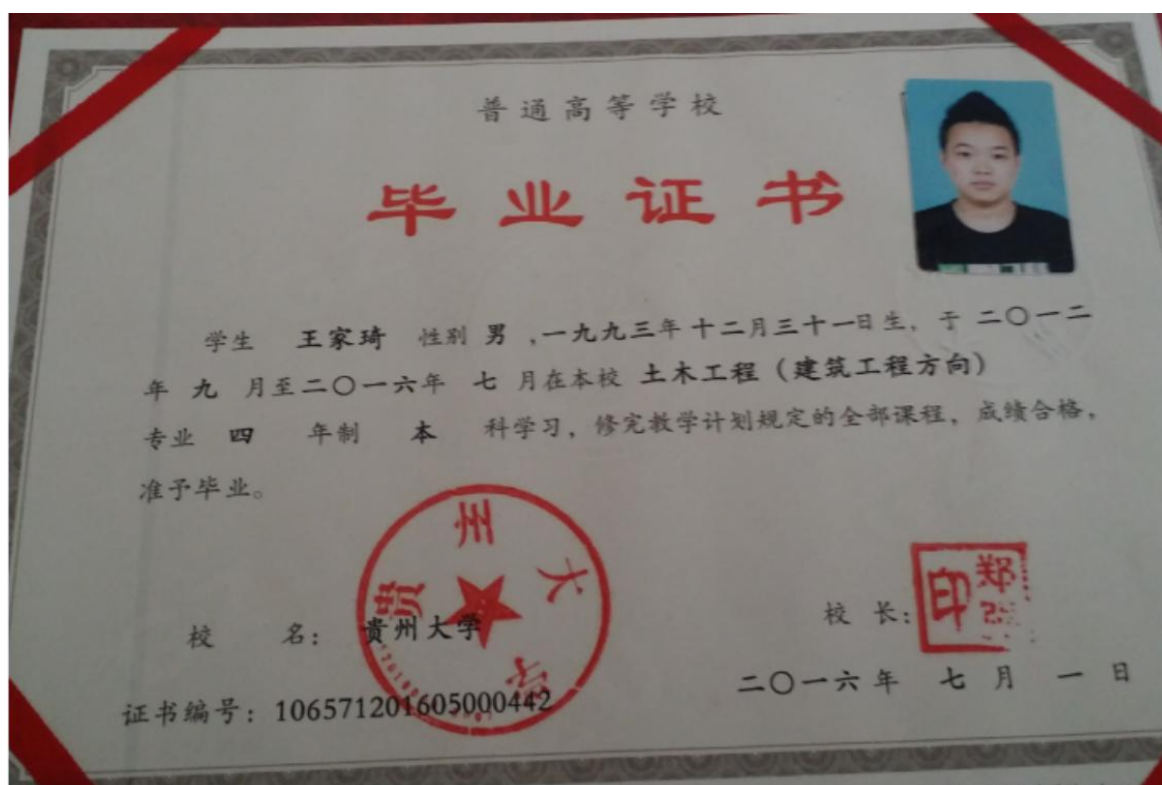 普通高等学校
毕业证书
学生 王家琦 性别 男 ,一九九三年十二月三十一日生,于 二〇一二
年 九 月至二〇一六年 七 月在本校 土木工程(建筑工程方向)
专业 四 年制 本 科学习,修完教学计划规定的全部课程,成绩合格,
准予毕业。
贵州大学
校 名: 贵州大学
校 长:
郑
印
证书编号:106571201605000442
二〇一六年 七 月 一 日